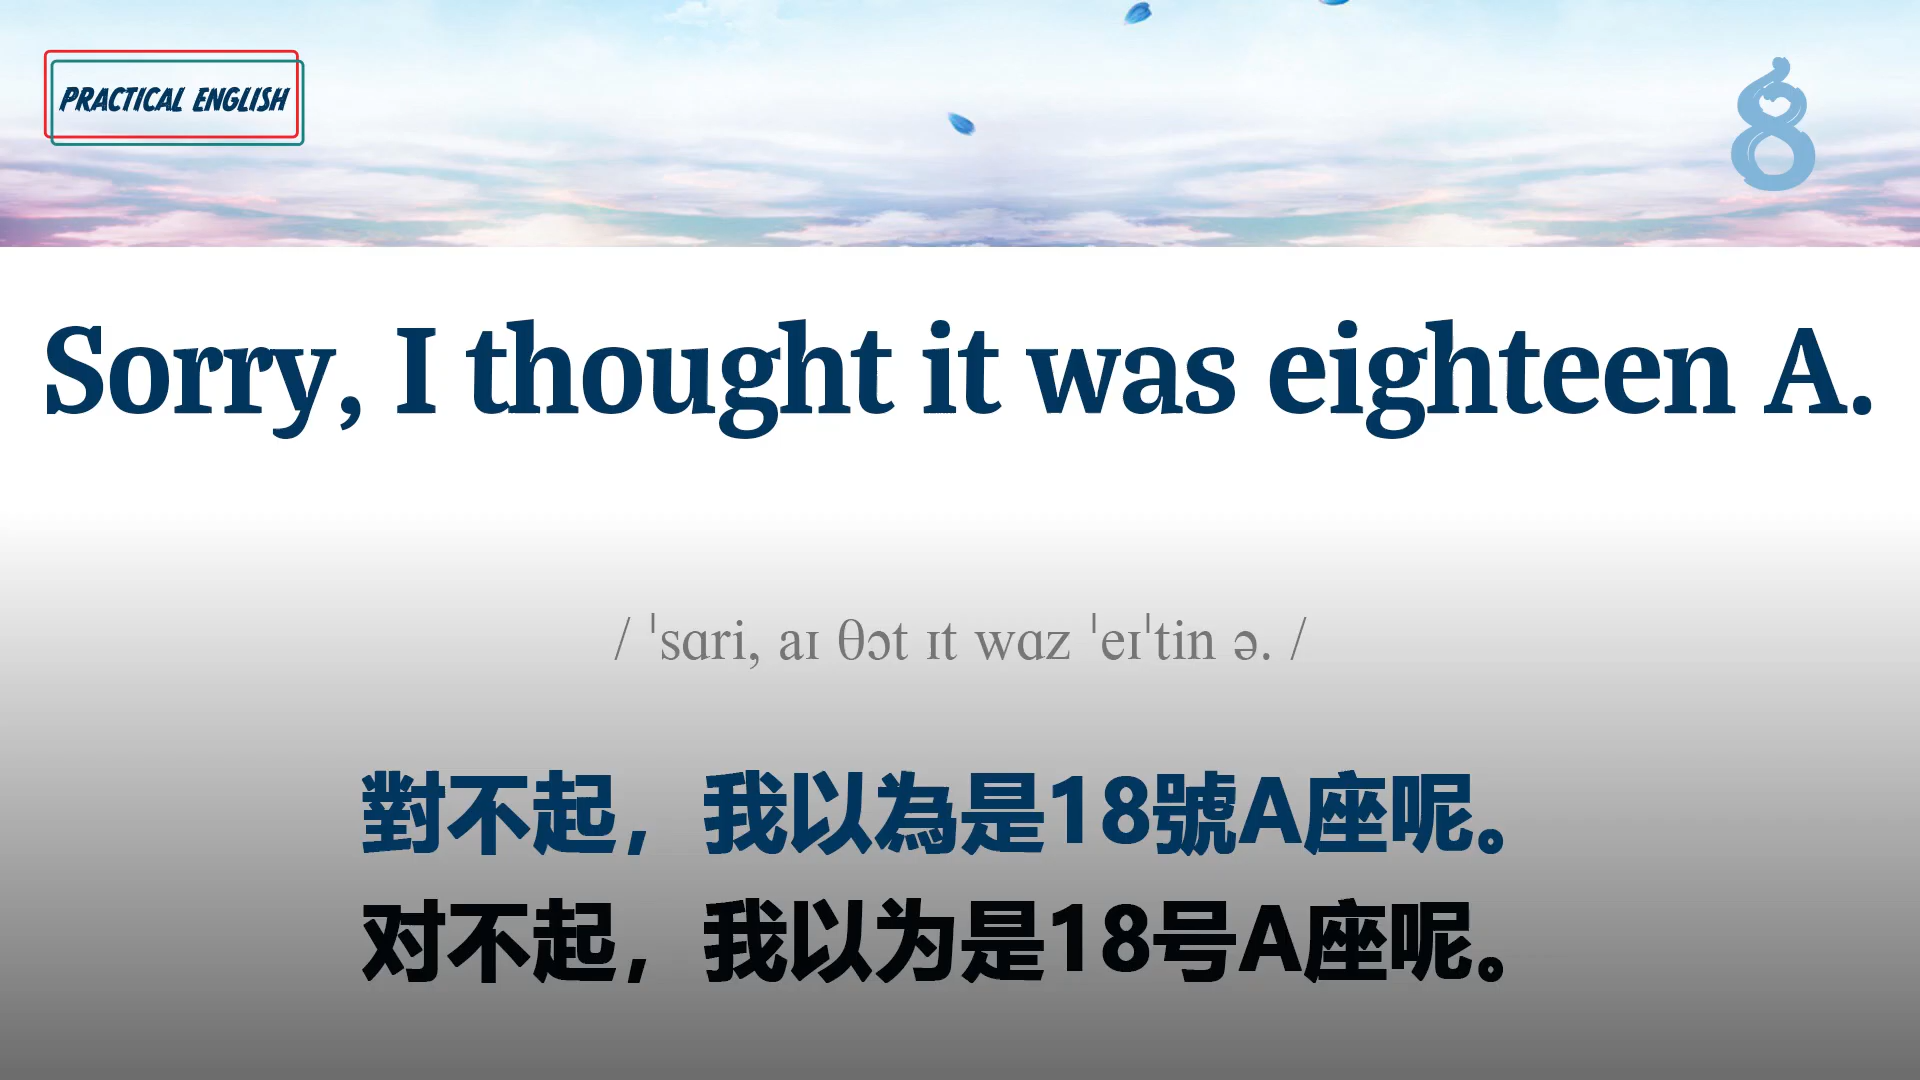 PRACTICAL ENGLISH
8
Sorry, I thought it was eighteen A.
/ ˈsɑri, aɪ θɔt ɪt wɑz ˈeɪˈtin ə. /
對不起，我以為是18號A座呢。
对不起，我以为是18号A座呢。